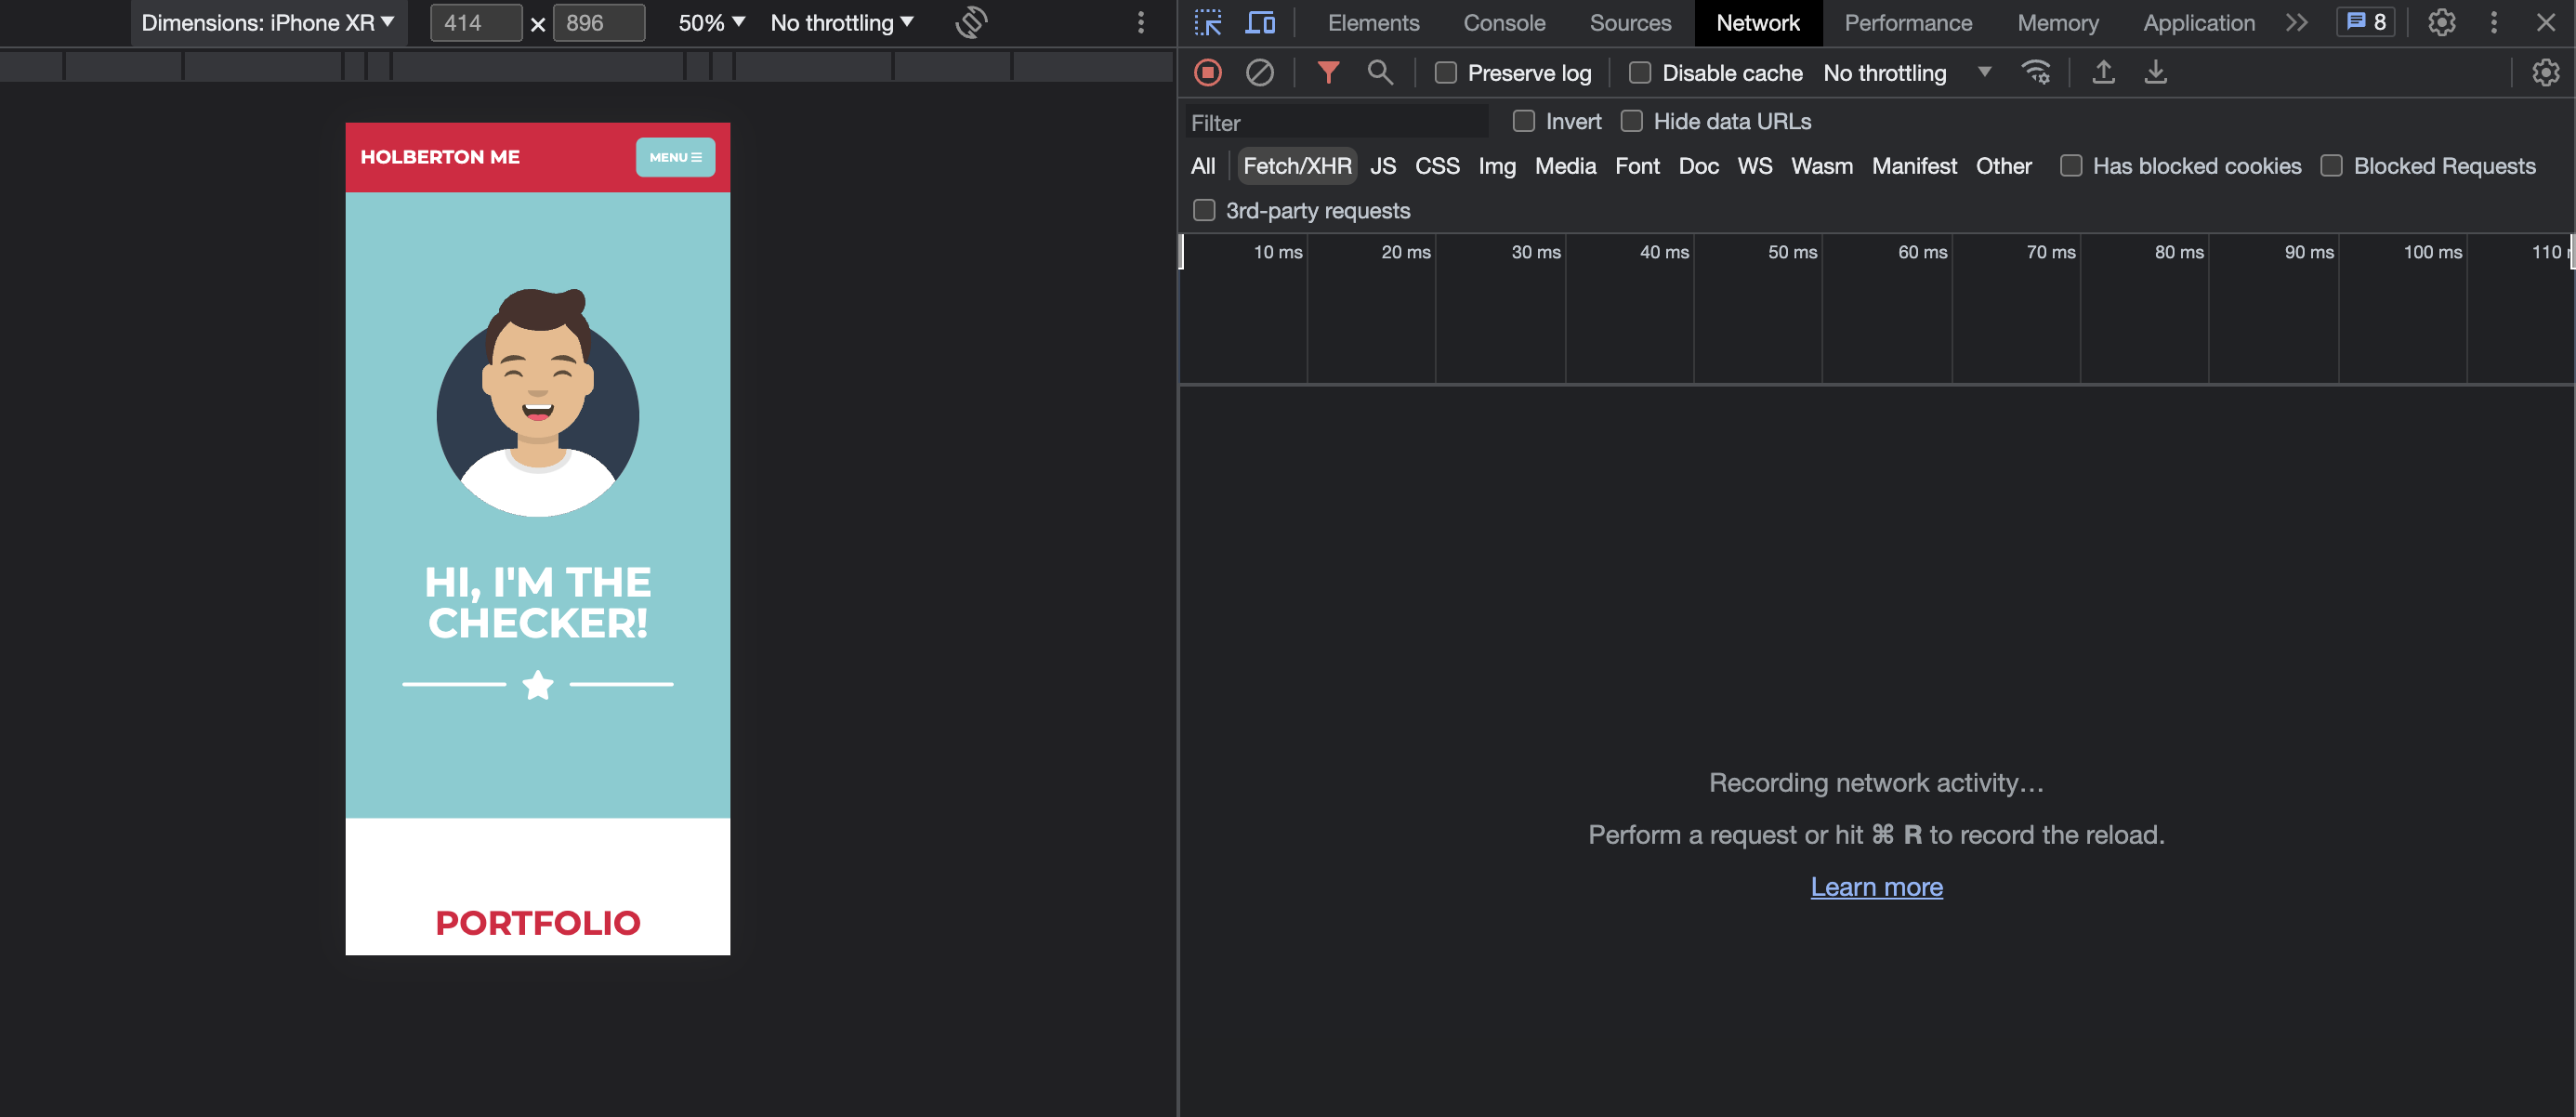 Dimensions: iPhone XR 414 × 896 50% No throttling
HOLBERTON ME
MENU
HI, I'M THE
CHECKER!
PORTFOLIO
Elements Console Sources Network Performance Memory Application 8
Preserve log Disable cache No throttling
Filter Invert Hide data URLs
All Fetch/XHR JS CSS Img Media Font Doc WS Wasm Manifest Other Has blocked cookies Blocked Requests
3rd-party requests
10 ms 20 ms 30 ms 40 ms 50 ms 60 ms 70 ms 80 ms 90 ms 100 ms 110
Recording network activity…
Perform a request or hit ⌘ R to record the reload.
Learn more